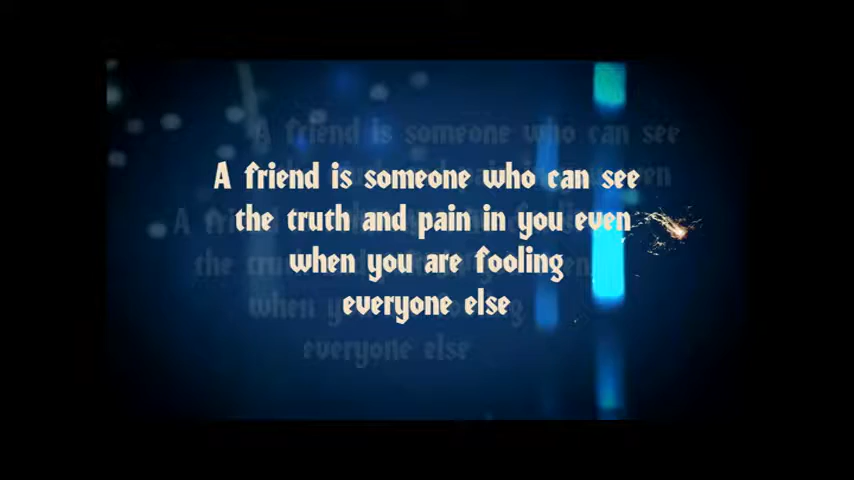 A friend is someone who can see
the truth and pain in you even
when you are fooling
everyone else